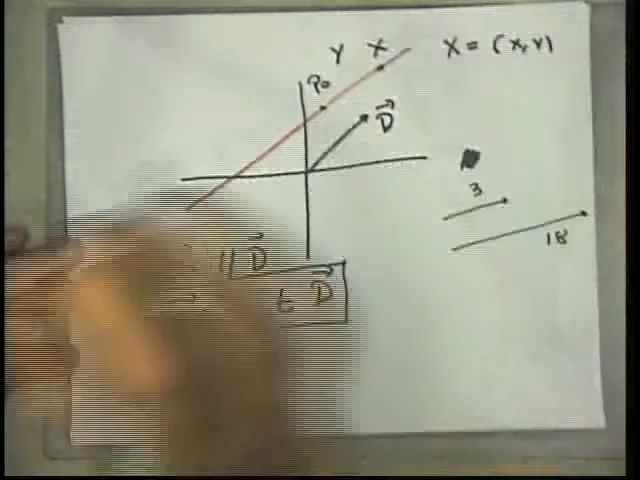 Y X X = (X,Y)
P₀
D⃗
3
18
|| D⃗
t D⃗